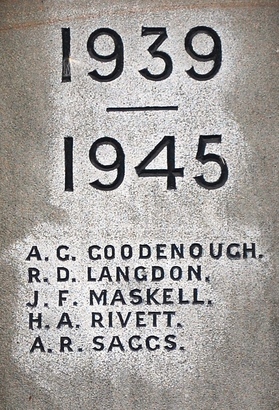 1939
1945
A. G. GOODENOUGH.
R. D. LANGDON.
J. F. MASKELL.
H. A. RIVETT.
A. R. SAGGS.